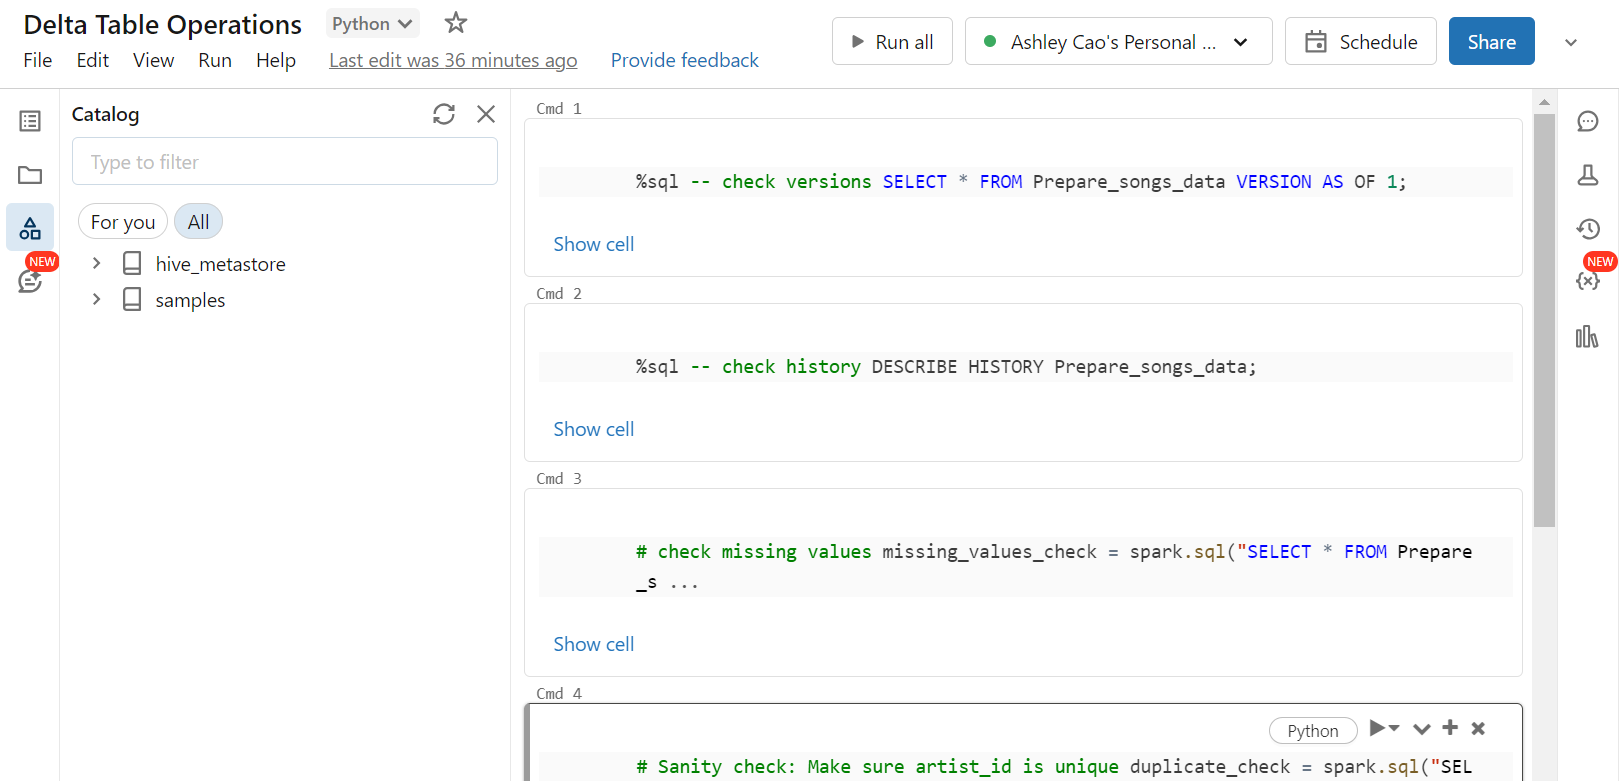 Delta Table Operations Python
File Edit View Run Help Last edit was 36 minutes ago Provide feedback
Run all Ashley Cao's Personal ... Schedule Share
Catalog
Type to filter
For you All
hive_metastore
samples
NEW
Cmd 1
%sql -- check versions SELECT * FROM Prepare_songs_data VERSION AS OF 1;
Show cell
Cmd 2
%sql -- check history DESCRIBE HISTORY Prepare_songs_data;
Show cell
Cmd 3
# check missing values missing_values_check = spark.sql("SELECT * FROM Prepare
_s ...
Show cell
Cmd 4
Python
# Sanity check: Make sure artist_id is unique duplicate_check = spark.sql("SEL
NEW